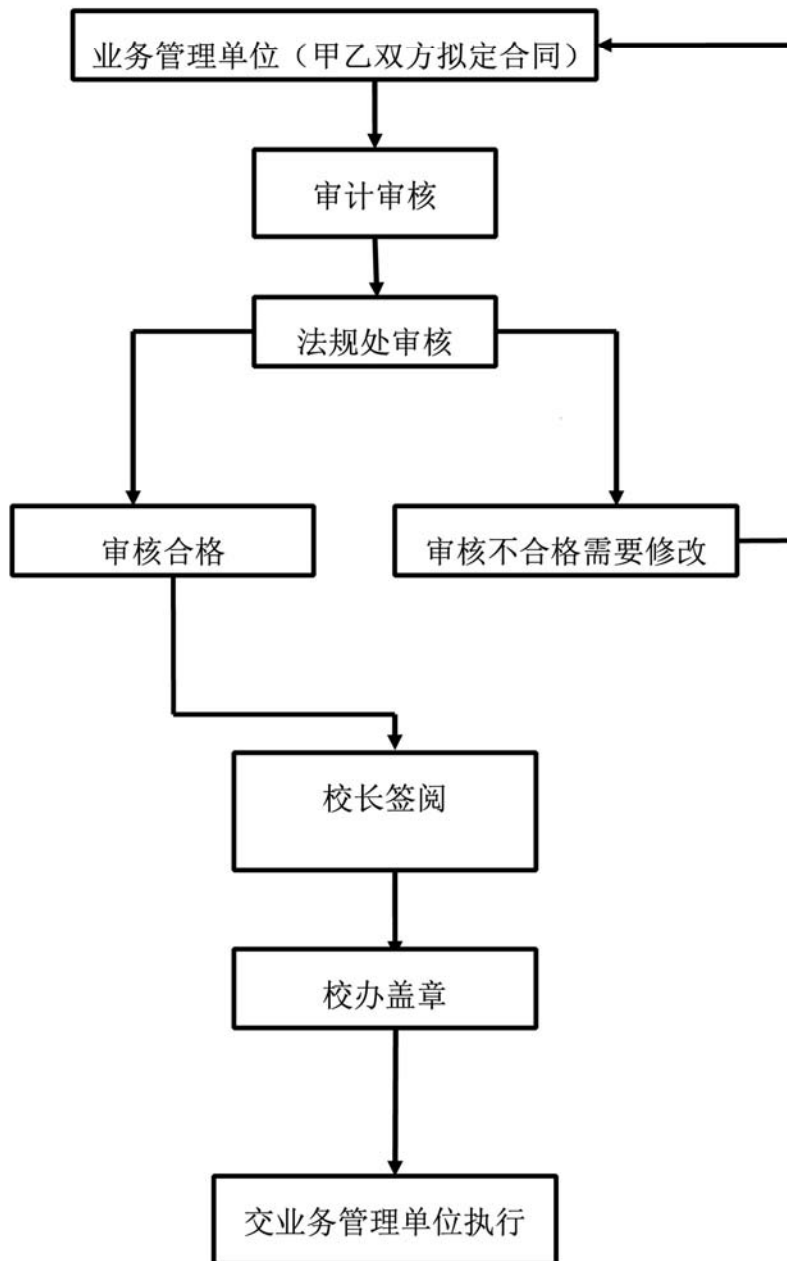 业务管理单位（甲乙双方拟定合同）
审计审核
法规处审核
审核合格
审核不合格需要修改
校长签阅
校办盖章
交业务管理单位执行